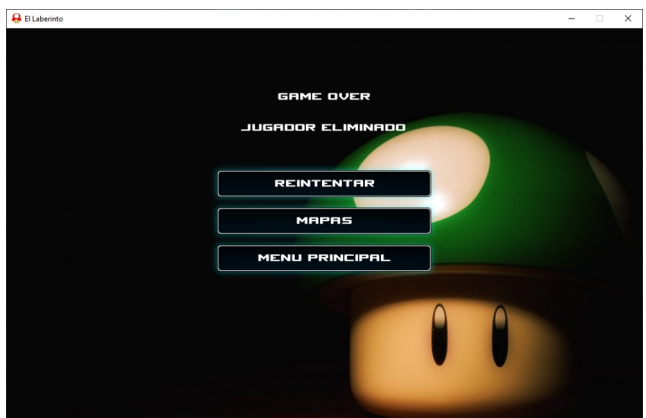 El Laberinto
GAME OVER
JUGADOR ELIMINADO
REINTENTAR
MAPAS
MENU PRINCIPAL